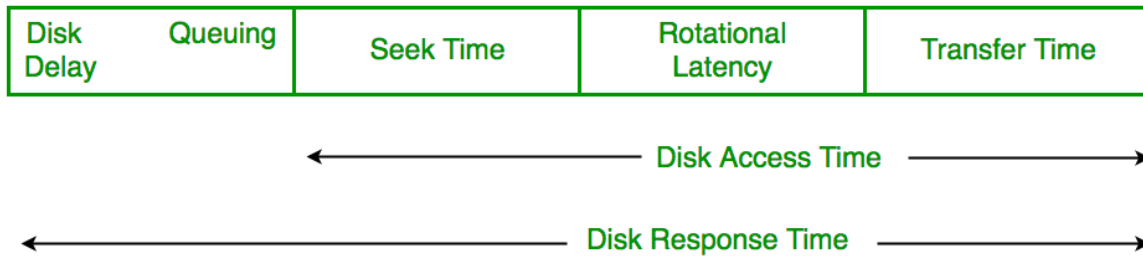 Disk Queuing
Delay
Seek Time
Rotational
Latency
Transfer Time
Disk Access Time
Disk Response Time